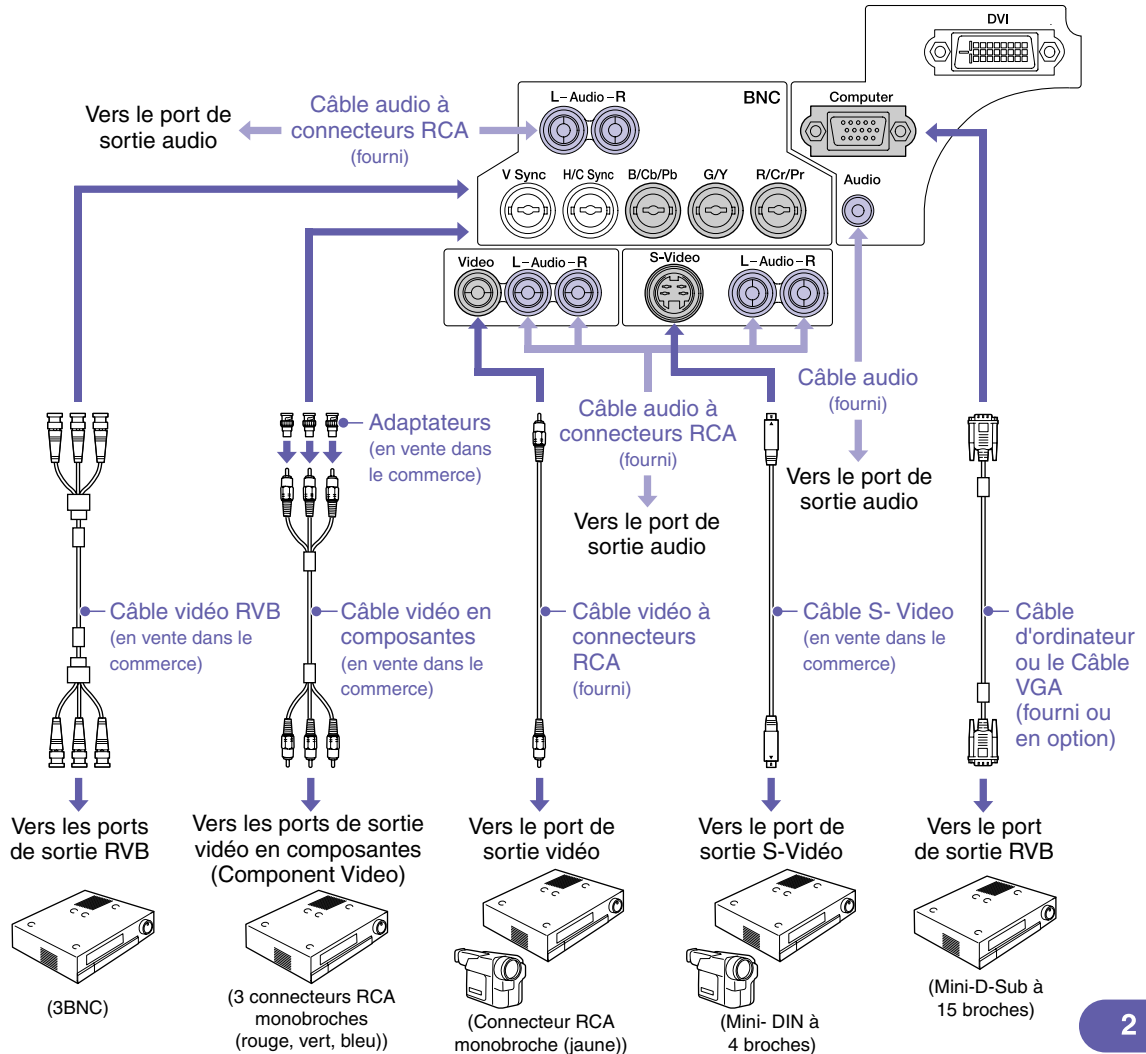 DVI
BNC
L-Audio-R
Computer
Vers le port de
sortie audio
Câble audio à
connecteurs RCA
(fourni)
V Sync
H/C Sync
B/Cb/Pb
G/Y
R/Cr/Pr
Audio
Video
L-Audio-R
S-Video
L-Audio-R
Câble audio
(fourni)
Vers le port de
sortie audio
Câble audio à
connecteurs RCA
(fourni)
Vers le port de
sortie audio
Adaptateurs
(en vente dans
le commerce)
Câble vidéo RVB
(en vente dans le
commerce)
Câble vidéo en
composantes
(en vente dans le
commerce)
Câble vidéo à
connecteurs
RCA
(fourni)
Câble S- Video
(en vente dans le
commerce)
Câble
d'ordinateur
ou le Câble
VGA
(fourni ou
en option)
Vers les ports
de sortie RVB
Vers les ports de sortie
vidéo en composantes
(Component Video)
Vers le port de
sortie vidéo
Vers le port de
sortie S-Vidéo
Vers le port
de sortie RVB
(3BNC)
(3 connecteurs RCA
monobroches
(rouge, vert, bleu))
(Connecteur RCA
monobroche (jaune))
(Mini- DIN à
4 broches)
(Mini-D-Sub à
15 broches)
2